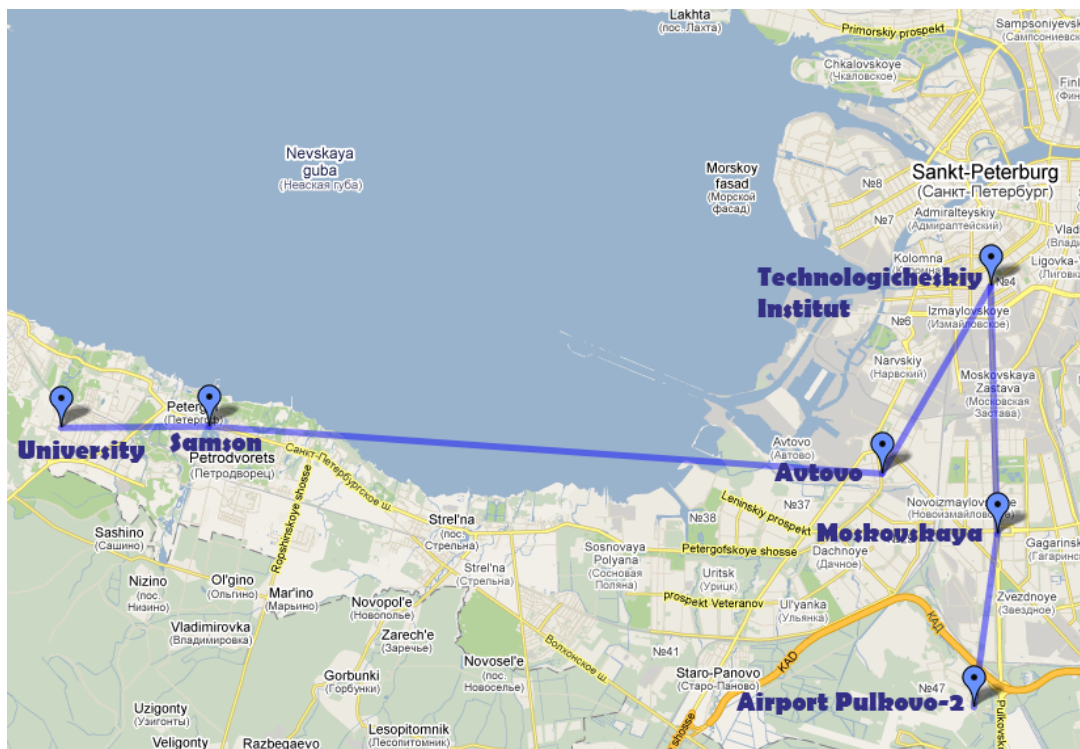 Lakhta
(пос. Лахта)
Primorskiy prospekt
Sampsoniyevsk
(Сампсониевск
Chkalovskoye
(Чкаловское)
Nevskaya
guba
(Невская губа)
Morskoy
fasad
(Морской
фасад)
№8
№7
Sankt-Peterburg
(Санкт-Петербург)
Admiralteyskiy
(Адмиралтейский)
Kolomna
Technologicheskiy
Institut
№4
Ligovka-
(Лиговка-
Izmaylovskoye
(Измайловское)
№6
Narvskiy
(Нарвский)
Moskovskaya
Zastava
(Московская
Застава)
(Петергоф)
University
Samson
Petrodvorets
(Петродворец)
Санкт-Петербургское ш.
Ropshinskoye shosse
Avtovo
(Автово)
Avtovo
Leninskiy prospekt
№37
№38
(Новоизмайловское)
Moskovskaya
Gagarinsk
(Гагаринск
Strel'na
(пос.
Стрельна)
Petergofskoye shosse
Dachnoye
(Дачное)
Sashino
(Сашино)
Sosnovaya
Polyana
(Сосновая
Поляна)
Strel'na
(Стрельна)
Uritsk
(Урицк)
prospekt Veteranov
Ul'yanka
(Ульянка)
Zvezdnoye
(Звездное)
Nizino
(пос.
Низино)
Ol'gino
(Ольгино)
Mar'ino
(Марьино)
Novopol'e
(Новополье)
Vladimirovka
(Владимировка)
Zarech'e
(Заречье)
Волхонское ш.
№41
KAD
КАД
Novosel'e
(пос.
Новоселье)
Staro-Panovo
(Старо-Паново)
№47
Gorbunki
(Горбунки)
Airport Pulkovo-2
Uzigonty
(Узигонты)
Lesopitomnik
(Лесопитомник)
Veligonty
Razbegaevo
shosse
Pulkovsk